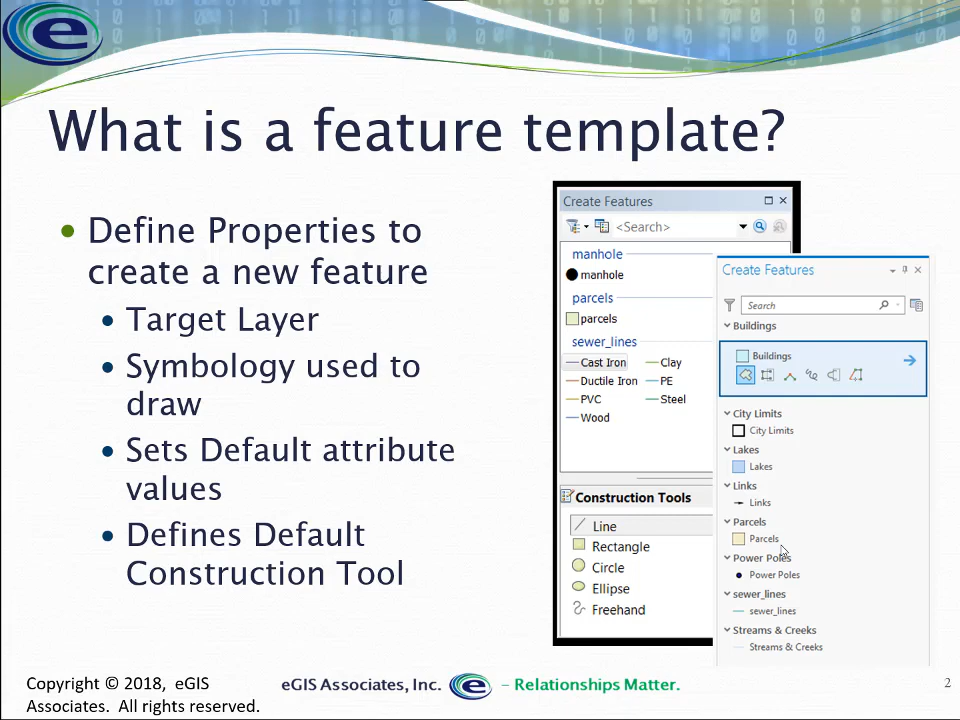 e
What is a feature template?
Define Properties to
create a new feature
Target Layer
Symbology used to
draw
Sets Default attribute
values
Defines Default
Construction Tool
Create Features
<Search>
manhole
manhole
parcels
parcels
sewer_lines
Cast Iron Clay
Ductile Iron PE
PVC Steel
Wood
Construction Tools
Line
Rectangle
Circle
Ellipse
Freehand
Create Features
Search
Buildings
Buildings
City Limits
City Limits
Lakes
Lakes
Links
Links
Parcels
Parcels
Power Poles
Power Poles
sewer_lines
sewer_lines
Streams & Creeks
Streams & Creeks
Copyright © 2018, eGIS
Associates. All rights reserved.
eGIS Associates, Inc. e – Relationships Matter.
2